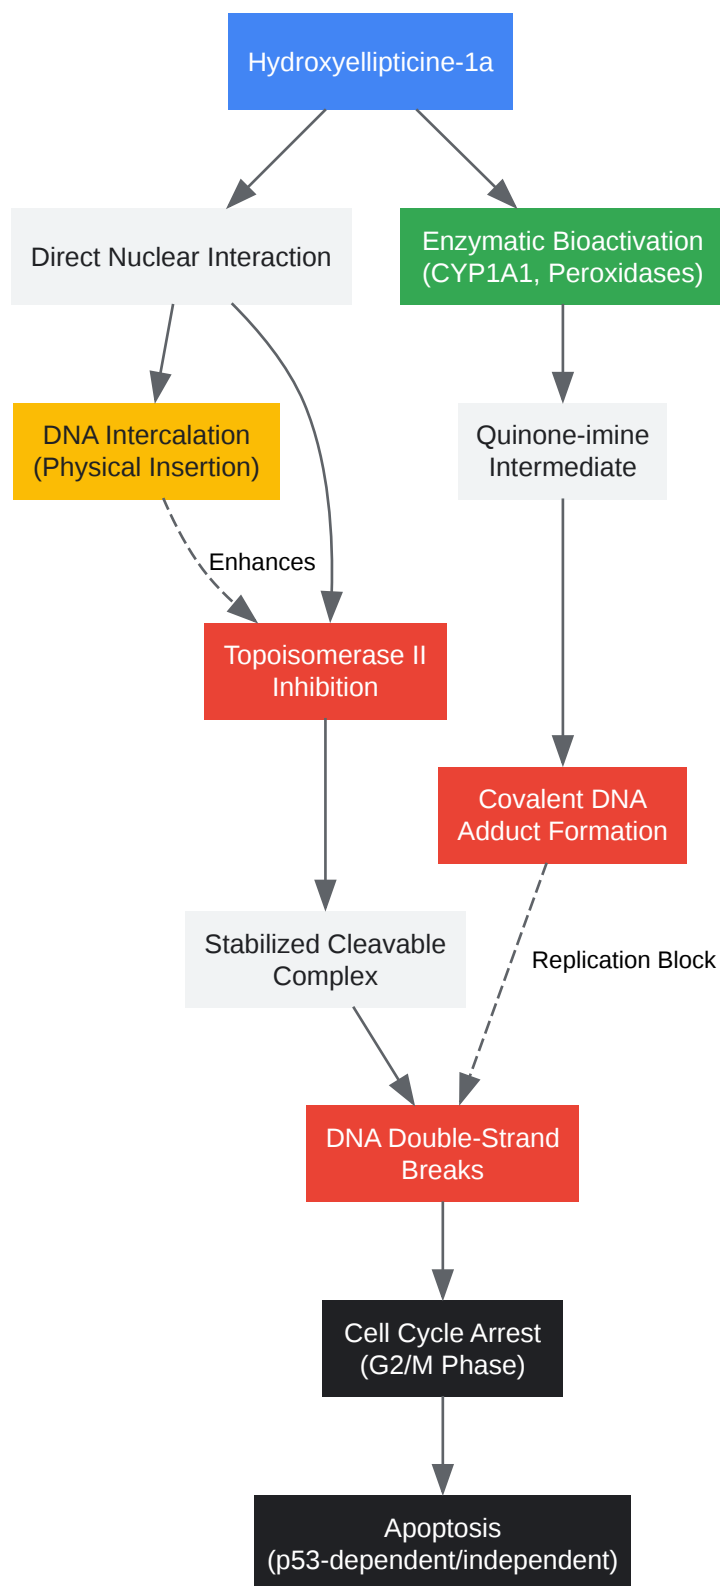 Hydroxyellipticine-1a
Direct Nuclear Interaction
Enzymatic Bioactivation
(CYP1A1, Peroxidases)
DNA Intercalation
(Physical Insertion)
Quinone-imine
Intermediate
Enhances
Topoisomerase II
Inhibition
Covalent DNA
Adduct Formation
Stabilized Cleavable
Complex
Replication Block
DNA Double-Strand
Breaks
Cell Cycle Arrest
(G2/M Phase)
Apoptosis
(p53-dependent/independent)